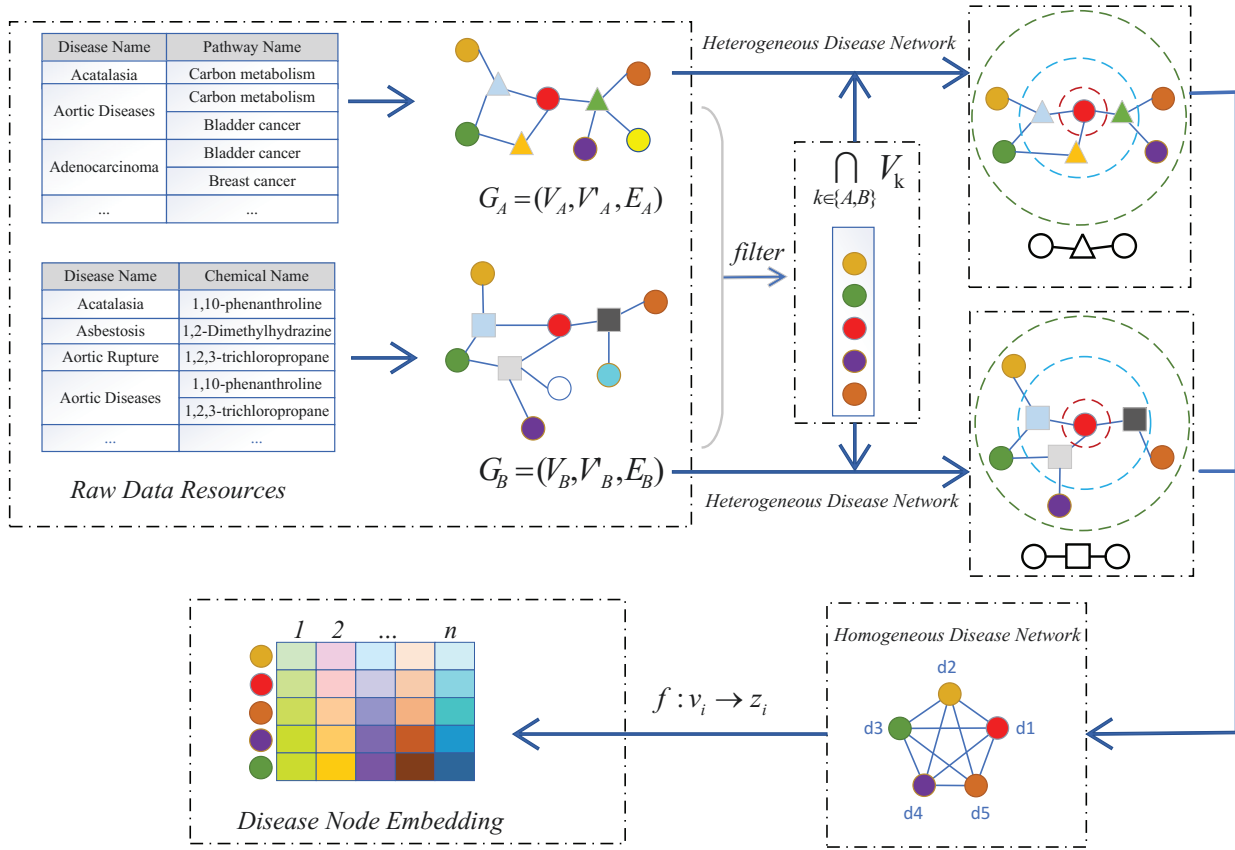 Disease Name Pathway Name
Acatalasia Carbon metabolism
Aortic Diseases Carbon metabolism
Bladder cancer
Adenocarcinoma Bladder cancer
Breast cancer
... ...
G_A=(V_A,V'_A,E_A)
Disease Name Chemical Name
Acatalasia 1,10-phenanthroline
Asbestosis 1,2-Dimethylhydrazine
Aortic Rupture 1,2,3-trichloropropane
Aortic Diseases 1,10-phenanthroline
1,2,3-trichloropropane
... ...
G_B=(V_B,V'_B,E_B)
Raw Data Resources
filter
Heterogeneous Disease Network
⋂ V_k
k∈{A,B}
Heterogeneous Disease Network
Homogeneous Disease Network
d2
d3 d1
d4 d5
f : v_i → z_i
1 2 ... n
Disease Node Embedding